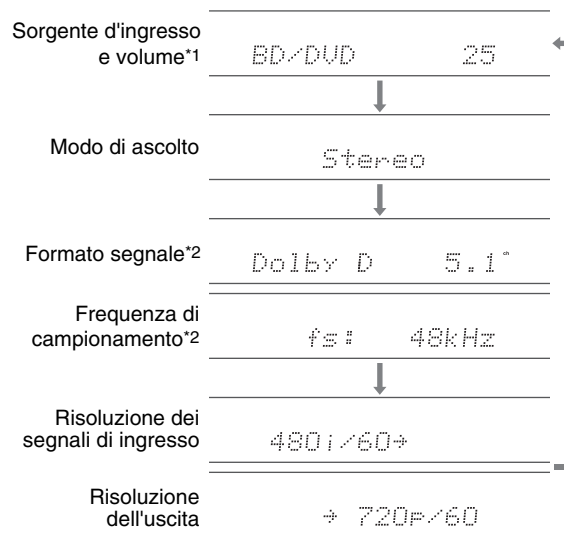 Sorgente d'ingresso
e volume*1
BD/DVD 25
Modo di ascolto
Stereo
Formato segnale*2
Dolby D 5.1ch
Frequenza di
campionamento*2
fs: 48kHz
Risoluzione dei
segnali di ingresso
480i/60→
Risoluzione
dell'uscita
→ 720p/60